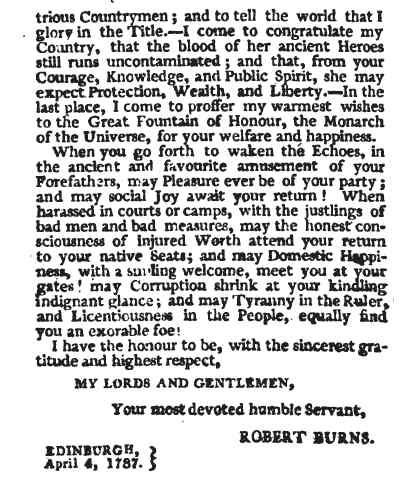 trious Countrymen; and to tell the world that I
glory in the Title.—I come to congratulate my
Country, that the blood of her ancient Heroes
still runs uncontaminated; and that, from your
Courage, Knowledge, and Public Spirit, she may
expect Protection, Wealth, and Liberty.—In the
last place, I come to proffer my warmest wishes
to the Great Fountain of Honour, the Monarch
of the Universe, for your welfare and happiness.
When you go forth to waken the Echoes, in
the ancient and favourite amusement of your
Forefathers, may Pleasure ever be of your party;
and may social Joy await your return! When
harassed in courts or camps, with the justlings of
bad men and bad measures, may the honest con-
sciousness of injured Worth attend your return
to your native Seats; and may Domestic Happi-
ness, with a smiling welcome, meet you at your
gates! may Corruption shrink at your kindling
indignant glance; and may Tyranny in the Ruler,
and Licentiousness in the People, equally find
you an exorable foe!
I have the honour to be, with the sincerest gra-
titude and highest respect,
MY LORDS AND GENTLEMEN,
Your most devoted humble Servant,
ROBERT BURNS.
EDINBURGH, }
April 4, 1787. }